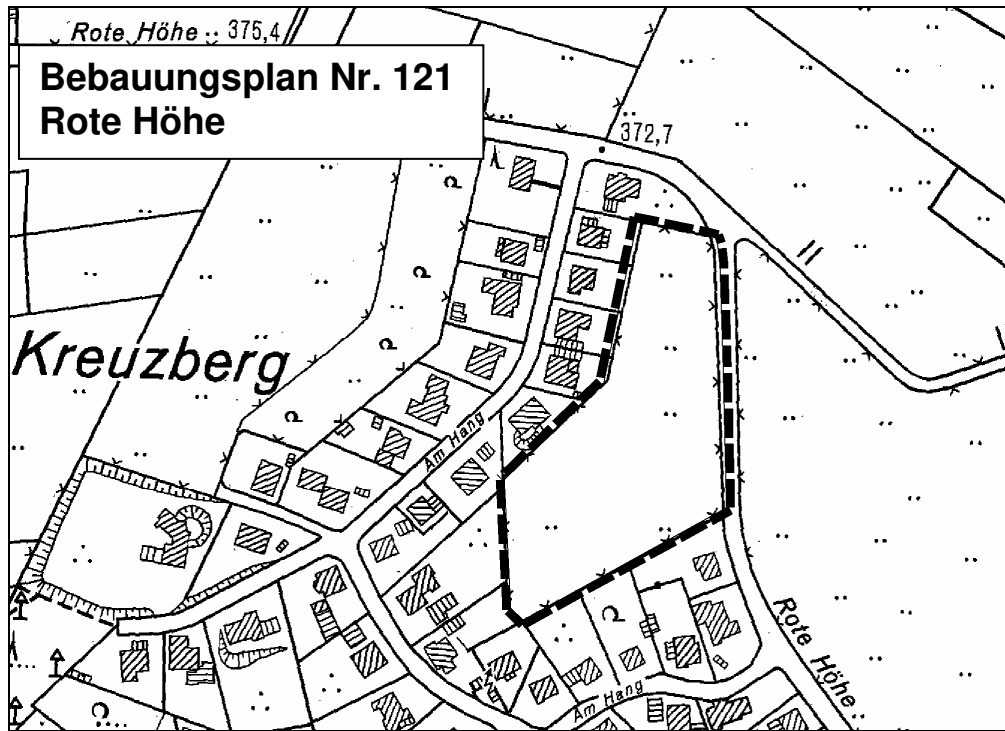 Rote Höhe 375,4
Bebauungsplan Nr. 121
Rote Höhe
372,7
Kreuzberg
Am Hang
Rote Höhe
Am Hang